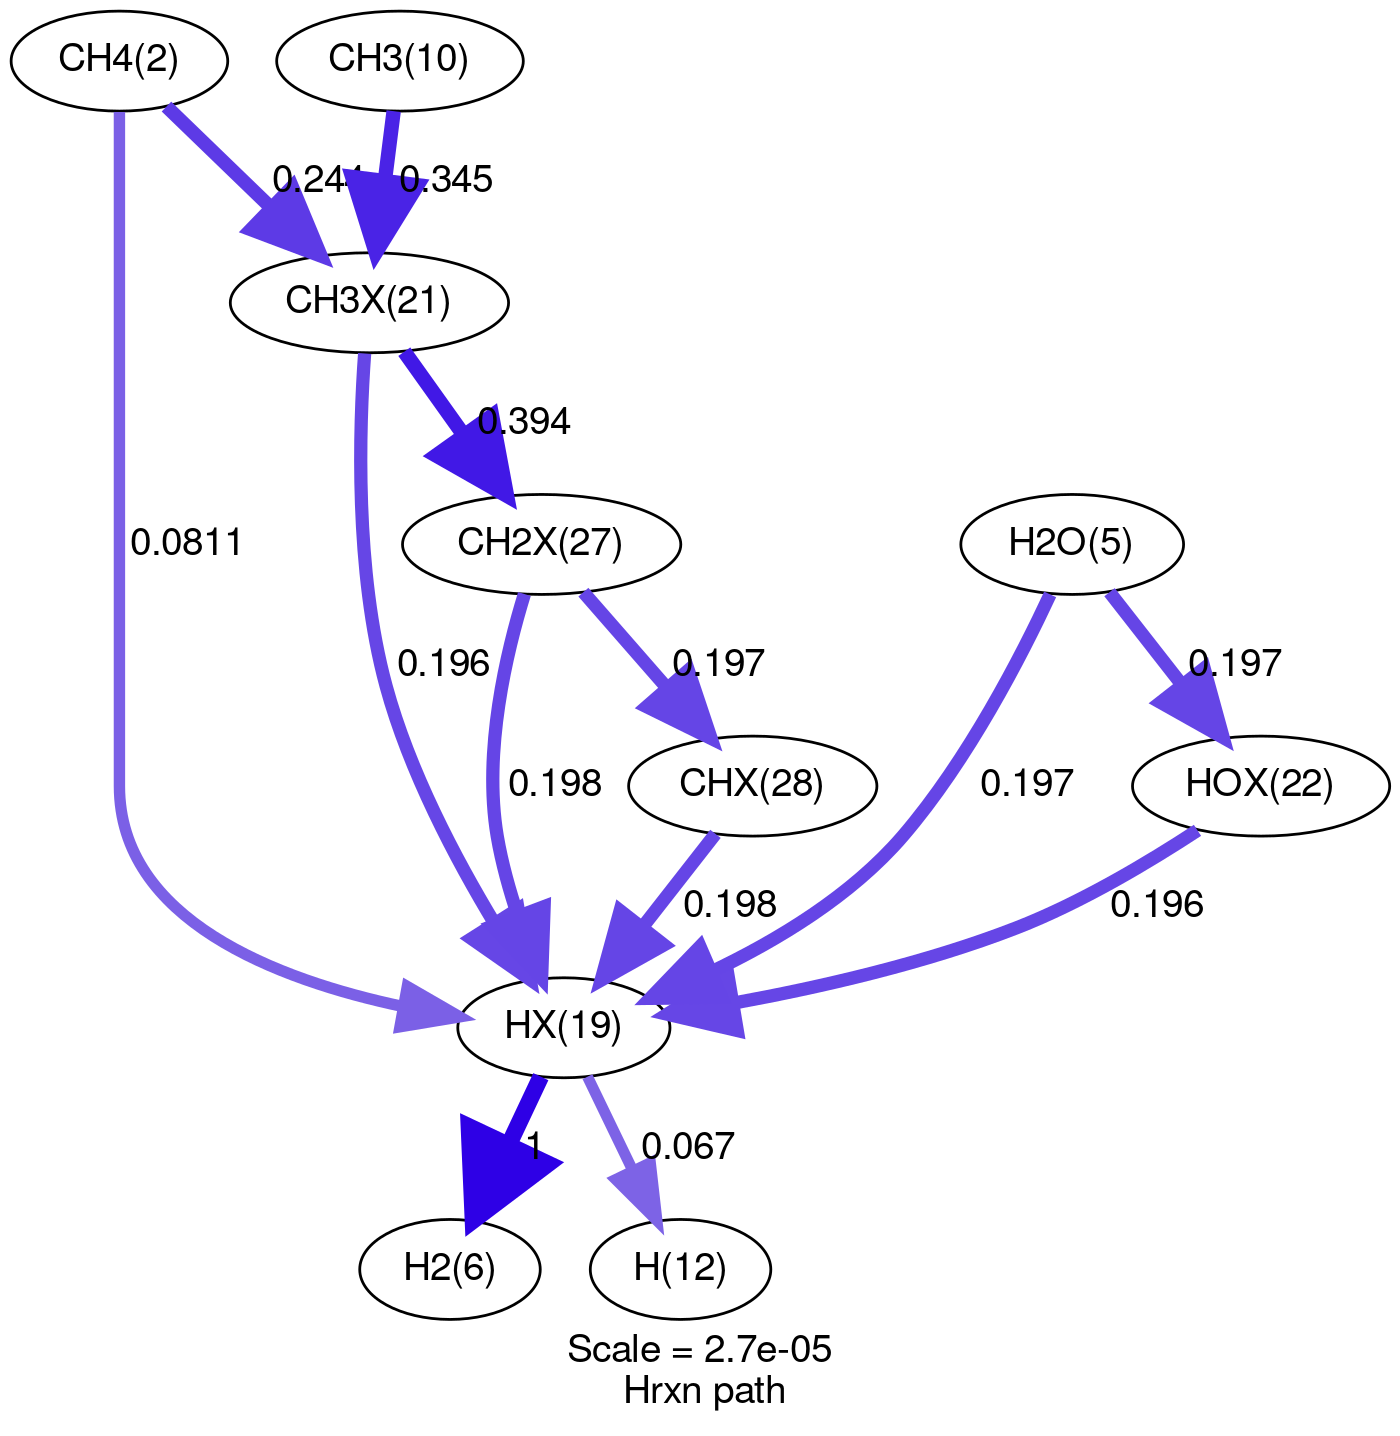 CH4(2)
CH3(10)
0.244
0.345
CH3X(21)
0.394
0.0811
CH2X(27)
H2O(5)
0.196
0.197
0.197
0.198
CHX(28)
0.197
HOX(22)
0.198
0.196
HX(19)
1
0.067
H2(6)
H(12)
Scale = 2.7e-05
Hrxn path